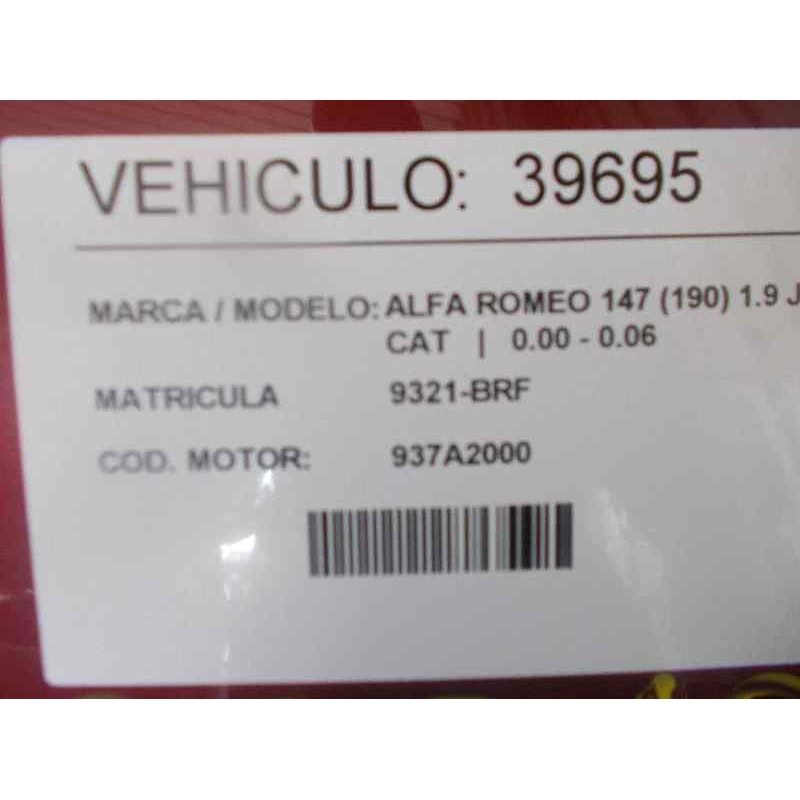 VEHICULO: 39695
MARCA / MODELO: ALFA ROMEO 147 (190) 1.9 J
CAT | 0.00 - 0.06
MATRICULA 9321-BRF
COD. MOTOR: 937A2000